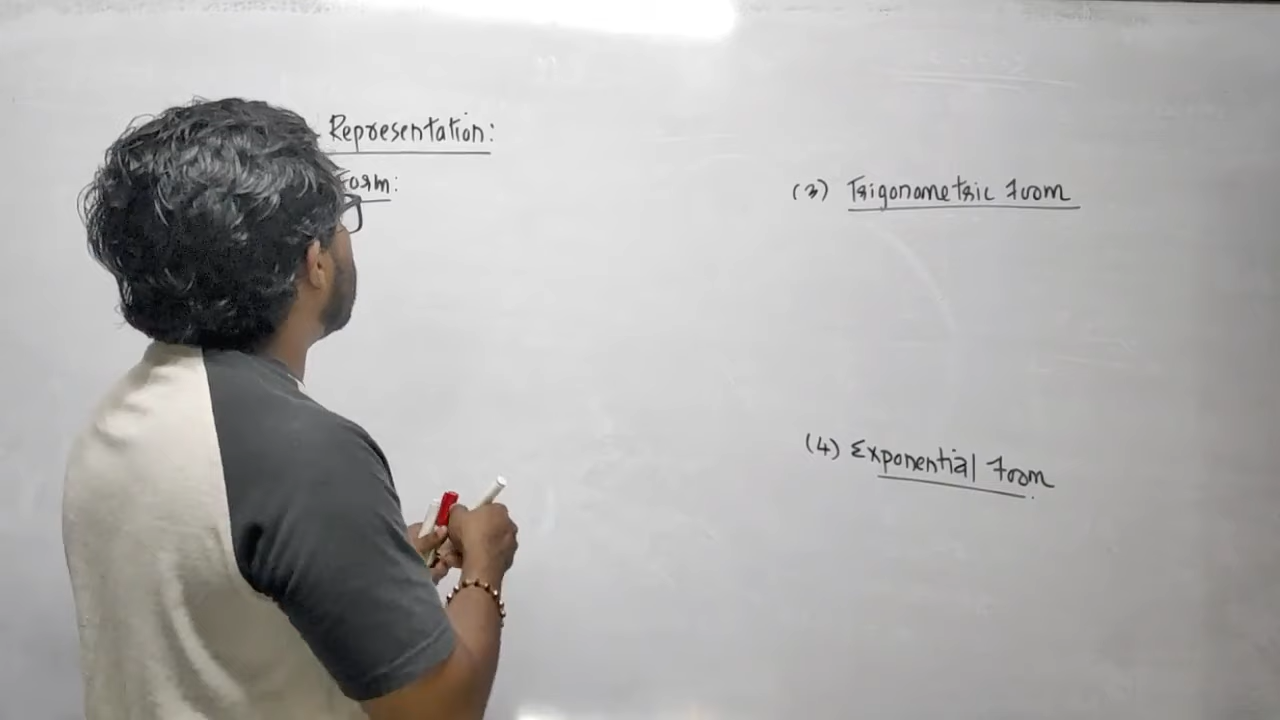 Representation:
Form:
(3) Trigonometric Form
(4) Exponential Form